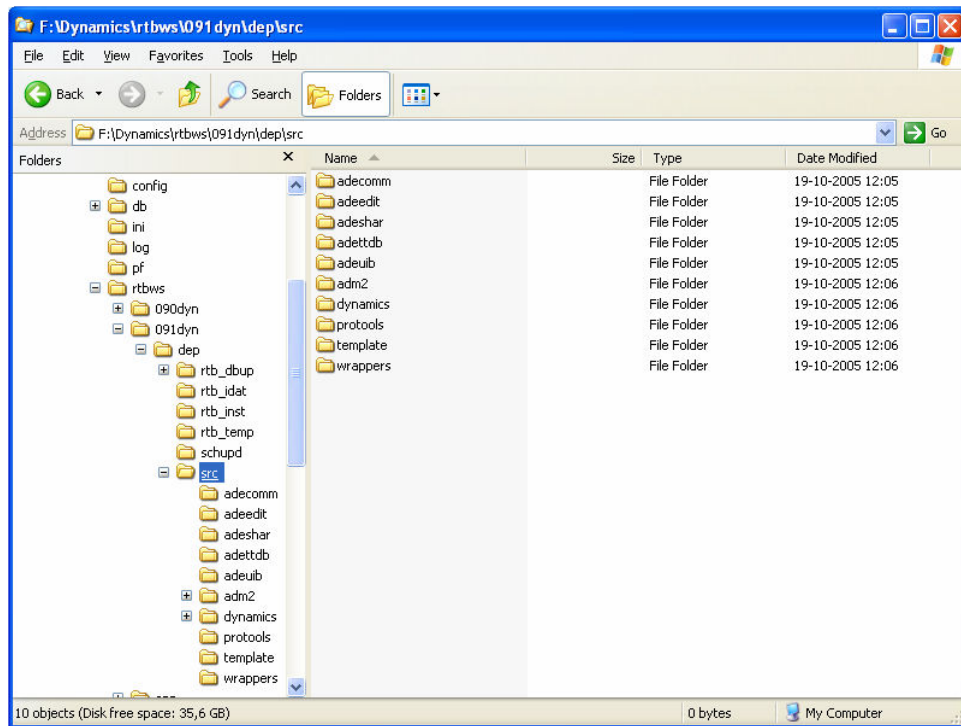 F:\Dynamics\rtbws\091dyn\dep\src
File Edit View Favorites Tools Help
Back Search Folders
Address F:\Dynamics\rtbws\091dyn\dep\src Go
Folders
config
db
ini
log
pf
rtbws
090dyn
091dyn
dep
rtb_dbup
rtb_idat
rtb_inst
rtb_temp
schupd
src
adecomm
adeedit
adeshar
adettdb
adeuib
adm2
dynamics
protools
template
wrappers
Name Size Type Date Modified
adecomm File Folder 19-10-2005 12:05
adeedit File Folder 19-10-2005 12:05
adeshar File Folder 19-10-2005 12:05
adettdb File Folder 19-10-2005 12:05
adeuib File Folder 19-10-2005 12:05
adm2 File Folder 19-10-2005 12:06
dynamics File Folder 19-10-2005 12:06
protools File Folder 19-10-2005 12:06
template File Folder 19-10-2005 12:06
wrappers File Folder 19-10-2005 12:06
10 objects (Disk free space: 35,6 GB) 0 bytes My Computer